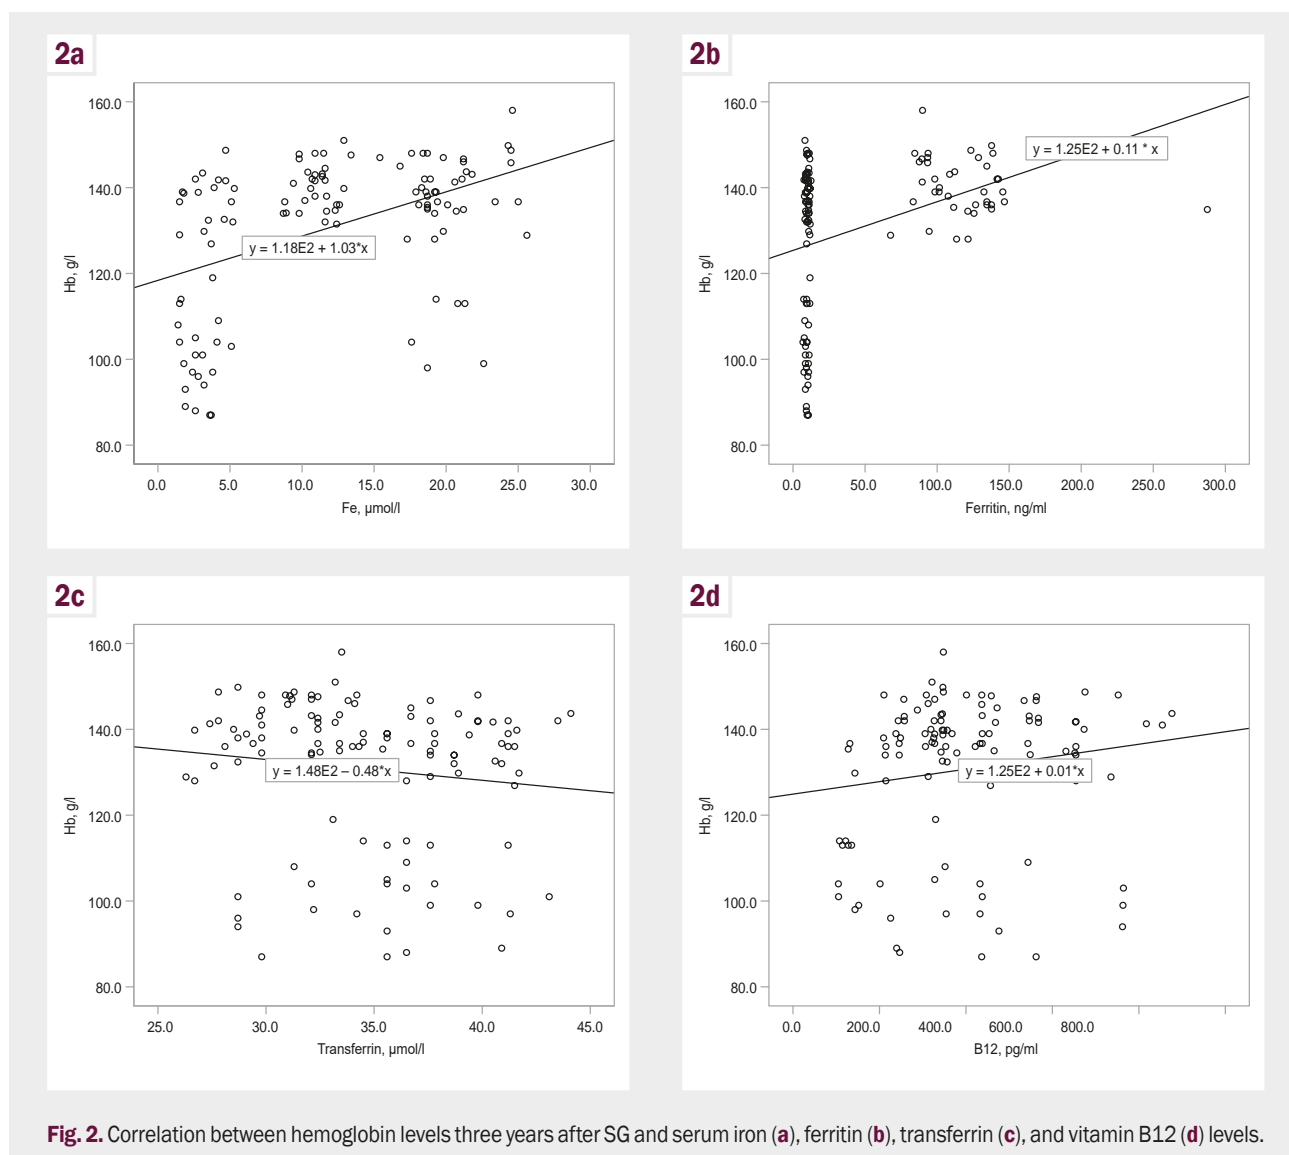 2a
160.0
140.0
120.0
100.0
80.0
Hb, g/l
y = 1.18E2 + 1.03*x
0.0 5.0 10.0 15.0 20.0 25.0 30.0
Fe, µmol/l
2b
160.0
140.0
120.0
100.0
80.0
Hb, g/l
y = 1.25E2 + 0.11 * x
0.0 50.0 100.0 150.0 200.0 250.0 300.0
Ferritin, ng/ml
2c
160.0
140.0
120.0
100.0
80.0
Hb, g/l
y = 1.48E2 – 0.48*x
25.0 30.0 35.0 40.0 45.0
Transferrin, µmol/l
2d
160.0
140.0
120.0
100.0
80.0
Hb, g/l
y = 1.25E2 + 0.01*x
0.0 200.0 400.0 600.0 800.0
B12, pg/ml
Fig. 2. Correlation between hemoglobin levels three years after SG and serum iron (a), ferritin (b), transferrin (c), and vitamin B12 (d) levels.